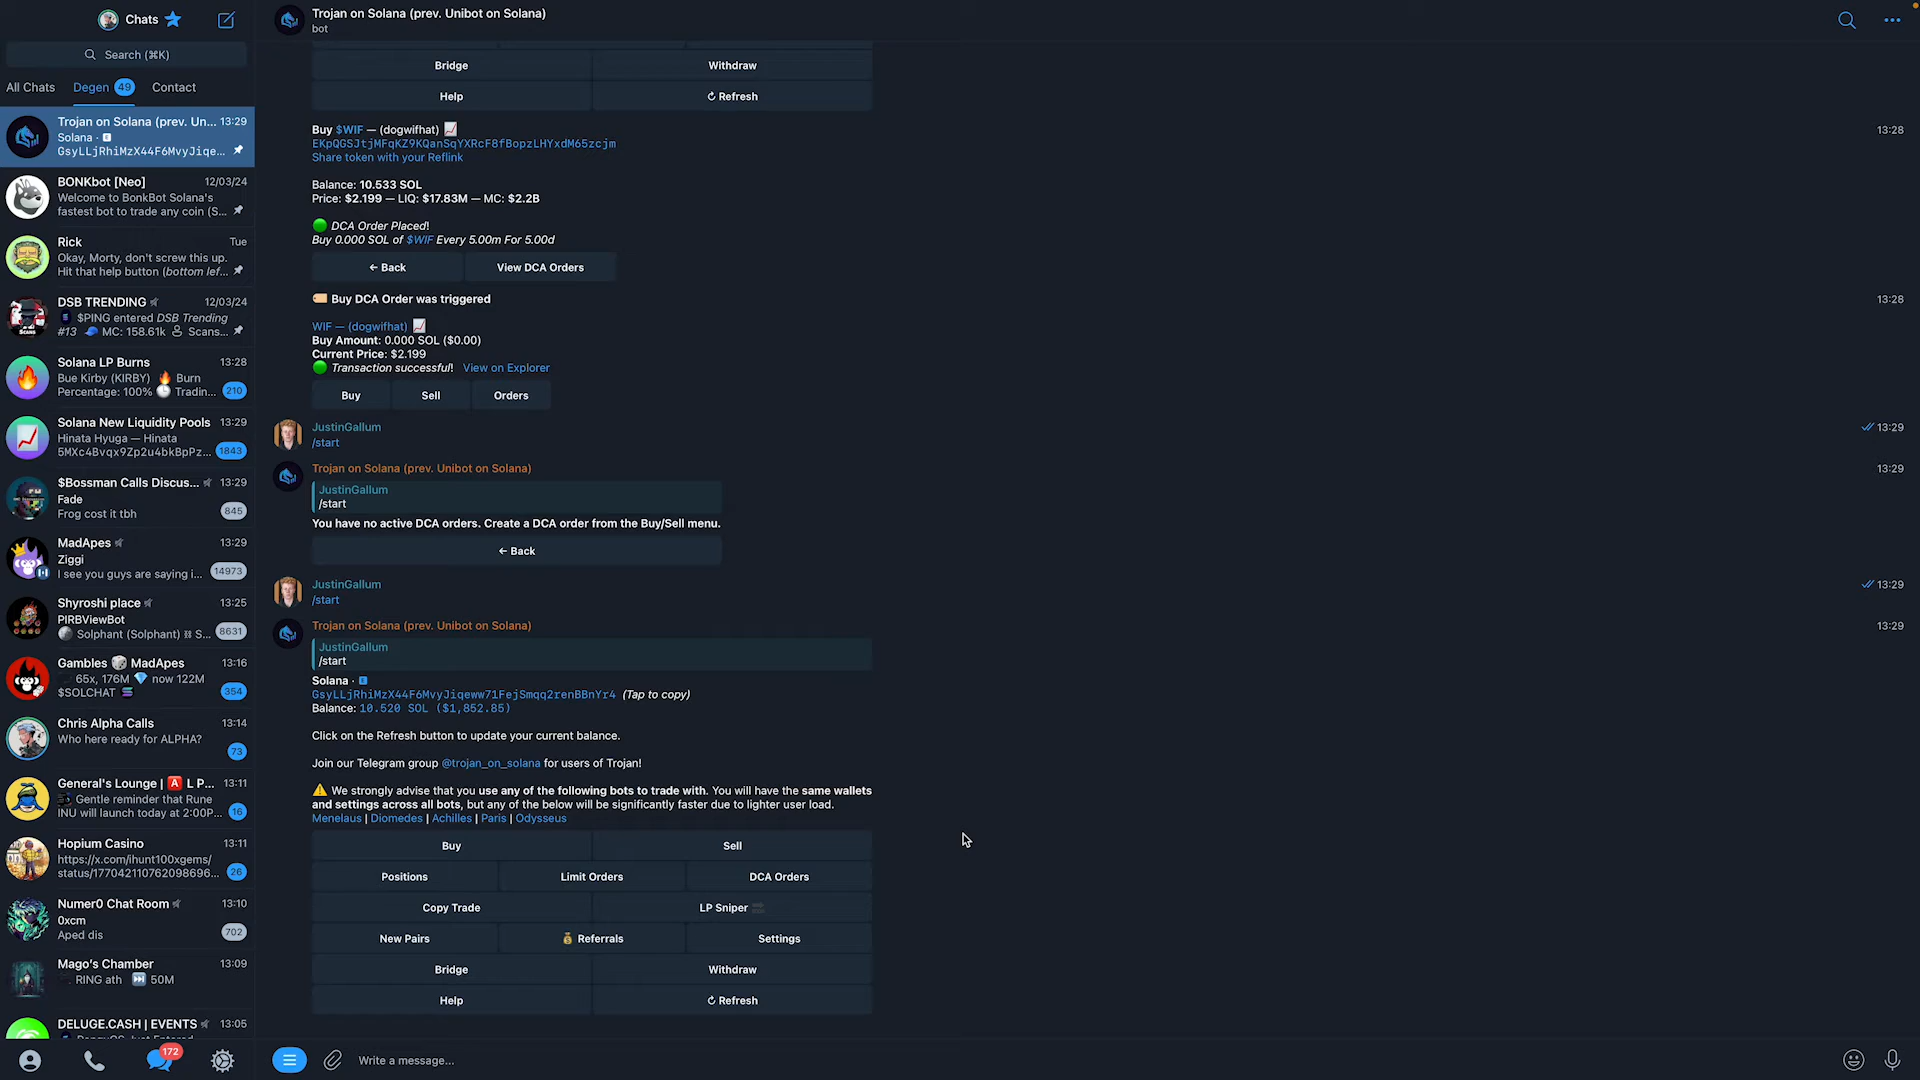 Chats
Search (⌘K)
All Chats
Degen 49
Contact
Trojan on Solana (prev. Un... 13:29
Solana ·
GsyLLjRhiMzX44F6MvyJiqe...
BONKbot [Neo] 12/03/24
Welcome to BonkBot Solana's
fastest bot to trade any coin (S...
Rick Tue
Okay, Morty, don't screw this up.
Hit that help button (bottom lef...
DSB TRENDING 12/03/24
$PING entered DSB Trending
#13 MC: 158.61k Scans...
Solana LP Burns 13:28
Bue Kirby (KIRBY) Burn
Percentage: 100% Tradin... 210
Solana New Liquidity Pools 13:29
Hinata Hyuga — Hinata
5MXc4Bvqx9Zp2u4bkBpPz... 1843
$Bossman Calls Discus... 13:29
Fade
Frog cost it tbh 845
MadApes 13:29
Ziggi
I see you guys are saying i... 14973
Shyroshi place 13:25
PIRBViewBot
Solphant (Solphant) S... 8631
Gambles MadApes 13:16
65x, 176M now 122M
$SOLCHAT 354
Chris Alpha Calls 13:14
Who here ready for ALPHA?
73
General's Lounge | A L P... 13:11
Gentle reminder that Rune
INU will launch today at 2:00P... 16
Hopium Casino 13:11
https://x.com/ihunt100xgems/
status/177042110762098696... 26
Numer0 Chat Room 13:10
0xcm
Aped dis 702
Mago's Chamber 13:09
RING ath 50M
DELUGE.CASH | EVENTS 13:05
172
Trojan on Solana (prev. Unibot on Solana)
bot
Bridge Withdraw
Help Refresh
Buy $WIF — (dogwifhat) 13:28
EKpQGSJtjMFqKZ9KQanSqYXRcF8fBopzLHYxdM65zcjm
Share token with your Reflink
Balance: 10.533 SOL
Price: $2.199 — LIQ: $17.83M — MC: $2.2B
DCA Order Placed!
Buy 0.000 SOL of $WIF Every 5.00m For 5.00d
← Back View DCA Orders
Buy DCA Order was triggered 13:28
WIF — (dogwifhat)
Buy Amount: 0.000 SOL ($0.00)
Current Price: $2.199
Transaction successful! View on Explorer
Buy Sell Orders
JustinGallum 13:29
/start
Trojan on Solana (prev. Unibot on Solana) 13:29
JustinGallum
/start
You have no active DCA orders. Create a DCA order from the Buy/Sell menu.
← Back
JustinGallum 13:29
/start
Trojan on Solana (prev. Unibot on Solana) 13:29
JustinGallum
/start
Solana ·
GsyLLjRhiMzX44F6MvyJiqeww71FejSmqq2renBBnYr4 (Tap to copy)
Balance: 10.520 SOL ($1,852.85)
Click on the Refresh button to update your current balance.
Join our Telegram group @trojan_on_solana for users of Trojan!
We strongly advise that you use any of the following bots to trade with. You will have the same wallets
and settings across all bots, but any of the below will be significantly faster due to lighter user load.
Menelaus | Diomedes | Achilles | Paris | Odysseus
Buy Sell
Positions Limit Orders DCA Orders
Copy Trade LP Sniper
New Pairs Referrals Settings
Bridge Withdraw
Help Refresh
Write a message...